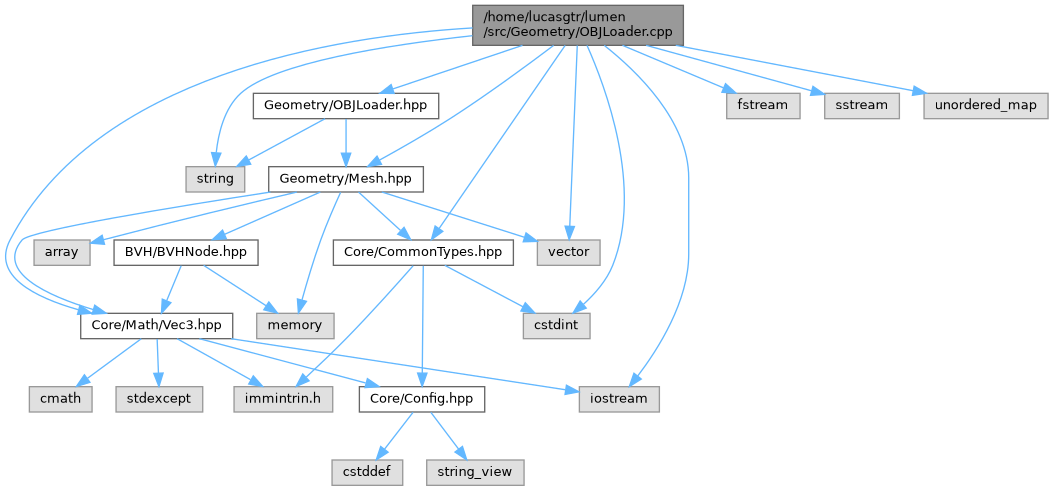 /home/lucasgtr/lumen
/src/Geometry/OBJLoader.cpp
Geometry/OBJLoader.hpp
fstream
sstream
unordered_map
string
Geometry/Mesh.hpp
array
BVH/BVHNode.hpp
Core/CommonTypes.hpp
vector
Core/Math/Vec3.hpp
memory
cstdint
cmath
stdexcept
immintrin.h
Core/Config.hpp
iostream
cstddef
string_view